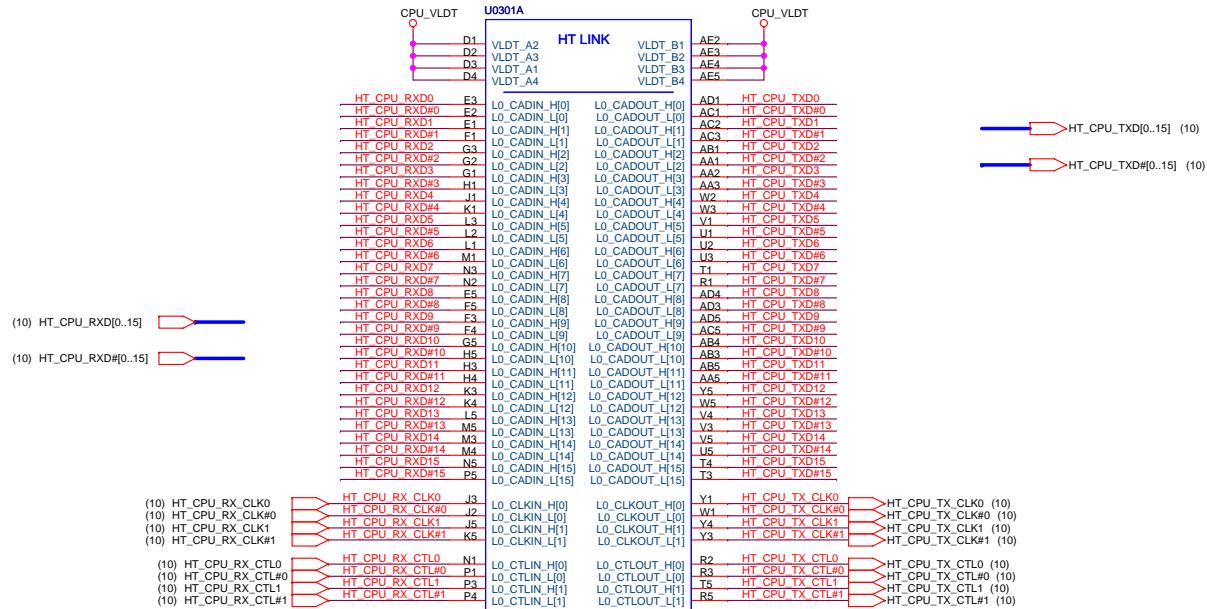 CPU_VLDT U0301A CPU_VLDT
HT LINK
D1 VLDT_A2 VLDT_B1 AE2
D2 VLDT_A3 VLDT_B2 AE3
D3 VLDT_A1 VLDT_B3 AE4
D4 VLDT_A4 VLDT_B4 AE5
HT_CPU_RXD0 E3 L0_CADIN_H[0] L0_CADOUT_H[0] AD1 HT_CPU_TXD0
HT_CPU_RXD#0 E2 L0_CADIN_L[0] L0_CADOUT_L[0] AC1 HT_CPU_TXD#0
HT_CPU_RXD1 E1 L0_CADIN_H[1] L0_CADOUT_H[1] AC2 HT_CPU_TXD1
HT_CPU_RXD#1 F1 L0_CADIN_L[1] L0_CADOUT_L[1] AC3 HT_CPU_TXD#1
HT_CPU_TXD[0..15] (10)
HT_CPU_RXD2 G3 L0_CADIN_H[2] L0_CADOUT_H[2] AB1 HT_CPU_TXD2
HT_CPU_RXD#2 G2 L0_CADIN_L[2] L0_CADOUT_L[2] AA1 HT_CPU_TXD#2
HT_CPU_TXD#[0..15] (10)
HT_CPU_RXD3 G1 L0_CADIN_H[3] L0_CADOUT_H[3] AA2 HT_CPU_TXD3
HT_CPU_RXD#3 H1 L0_CADIN_L[3] L0_CADOUT_L[3] AA3 HT_CPU_TXD#3
HT_CPU_RXD4 J1 L0_CADIN_H[4] L0_CADOUT_H[4] W2 HT_CPU_TXD4
HT_CPU_RXD#4 K1 L0_CADIN_L[4] L0_CADOUT_L[4] W3 HT_CPU_TXD#4
HT_CPU_RXD5 L3 L0_CADIN_H[5] L0_CADOUT_H[5] V1 HT_CPU_TXD5
HT_CPU_RXD#5 L2 L0_CADIN_L[5] L0_CADOUT_L[5] U1 HT_CPU_TXD#5
HT_CPU_RXD6 L1 L0_CADIN_H[6] L0_CADOUT_H[6] U2 HT_CPU_TXD6
HT_CPU_RXD#6 M1 L0_CADIN_L[6] L0_CADOUT_L[6] U3 HT_CPU_TXD#6
HT_CPU_RXD7 N3 L0_CADIN_H[7] L0_CADOUT_H[7] T1 HT_CPU_TXD7
HT_CPU_RXD#7 N2 L0_CADIN_L[7] L0_CADOUT_L[7] R1 HT_CPU_TXD#7
HT_CPU_RXD8 E5 L0_CADIN_H[8] L0_CADOUT_H[8] AD4 HT_CPU_TXD8
HT_CPU_RXD#8 F5 L0_CADIN_L[8] L0_CADOUT_L[8] AD3 HT_CPU_TXD#8
(10) HT_CPU_RXD[0..15]
HT_CPU_RXD9 F3 L0_CADIN_H[9] L0_CADOUT_H[9] AD5 HT_CPU_TXD9
HT_CPU_RXD#9 F4 L0_CADIN_L[9] L0_CADOUT_L[9] AC5 HT_CPU_TXD#9
HT_CPU_RXD10 G5 L0_CADIN_H[10] L0_CADOUT_H[10] AB4 HT_CPU_TXD10
(10) HT_CPU_RXD#[0..15]
HT_CPU_RXD#10 H5 L0_CADIN_L[10] L0_CADOUT_L[10] AB3 HT_CPU_TXD#10
HT_CPU_RXD11 H3 L0_CADIN_H[11] L0_CADOUT_H[11] AB5 HT_CPU_TXD11
HT_CPU_RXD#11 H4 L0_CADIN_L[11] L0_CADOUT_L[11] AA5 HT_CPU_TXD#11
HT_CPU_RXD12 K3 L0_CADIN_H[12] L0_CADOUT_H[12] Y5 HT_CPU_TXD12
HT_CPU_RXD#12 K4 L0_CADIN_L[12] L0_CADOUT_L[12] W5 HT_CPU_TXD#12
HT_CPU_RXD13 L5 L0_CADIN_H[13] L0_CADOUT_H[13] V4 HT_CPU_TXD13
HT_CPU_RXD#13 M5 L0_CADIN_L[13] L0_CADOUT_L[13] V3 HT_CPU_TXD#13
HT_CPU_RXD14 M3 L0_CADIN_H[14] L0_CADOUT_H[14] V5 HT_CPU_TXD14
HT_CPU_RXD#14 M4 L0_CADIN_L[14] L0_CADOUT_L[14] U5 HT_CPU_TXD#14
HT_CPU_RXD15 N5 L0_CADIN_H[15] L0_CADOUT_H[15] T4 HT_CPU_TXD15
HT_CPU_RXD#15 P5 L0_CADIN_L[15] L0_CADOUT_L[15] T3 HT_CPU_TXD#15
(10) HT_CPU_RX_CLK0 HT_CPU_RX_CLK0 J3 L0_CLKIN_H[0] L0_CLKOUT_H[0] Y1 HT_CPU_TX_CLK0 HT_CPU_TX_CLK0 (10)
(10) HT_CPU_RX_CLK#0 HT_CPU_RX_CLK#0 J2 L0_CLKIN_L[0] L0_CLKOUT_L[0] W1 HT_CPU_TX_CLK#0 HT_CPU_TX_CLK#0 (10)
(10) HT_CPU_RX_CLK1 HT_CPU_RX_CLK1 J5 L0_CLKIN_H[1] L0_CLKOUT_H[1] Y4 HT_CPU_TX_CLK1 HT_CPU_TX_CLK1 (10)
(10) HT_CPU_RX_CLK#1 HT_CPU_RX_CLK#1 K5 L0_CLKIN_L[1] L0_CLKOUT_L[1] Y3 HT_CPU_TX_CLK#1 HT_CPU_TX_CLK#1 (10)
(10) HT_CPU_RX_CTL0 HT_CPU_RX_CTL0 N1 L0_CTLIN_H[0] L0_CTLOUT_H[0] R2 HT_CPU_TX_CTL0 HT_CPU_TX_CTL0 (10)
(10) HT_CPU_RX_CTL#0 HT_CPU_RX_CTL#0 P1 L0_CTLIN_L[0] L0_CTLOUT_L[0] R3 HT_CPU_TX_CTL#0 HT_CPU_TX_CTL#0 (10)
(10) HT_CPU_RX_CTL1 HT_CPU_RX_CTL1 P3 L0_CTLIN_H[1] L0_CTLOUT_H[1] T5 HT_CPU_TX_CTL1 HT_CPU_TX_CTL1 (10)
(10) HT_CPU_RX_CTL#1 HT_CPU_RX_CTL#1 P4 L0_CTLIN_L[1] L0_CTLOUT_L[1] R5 HT_CPU_TX_CTL#1 HT_CPU_TX_CTL#1 (10)